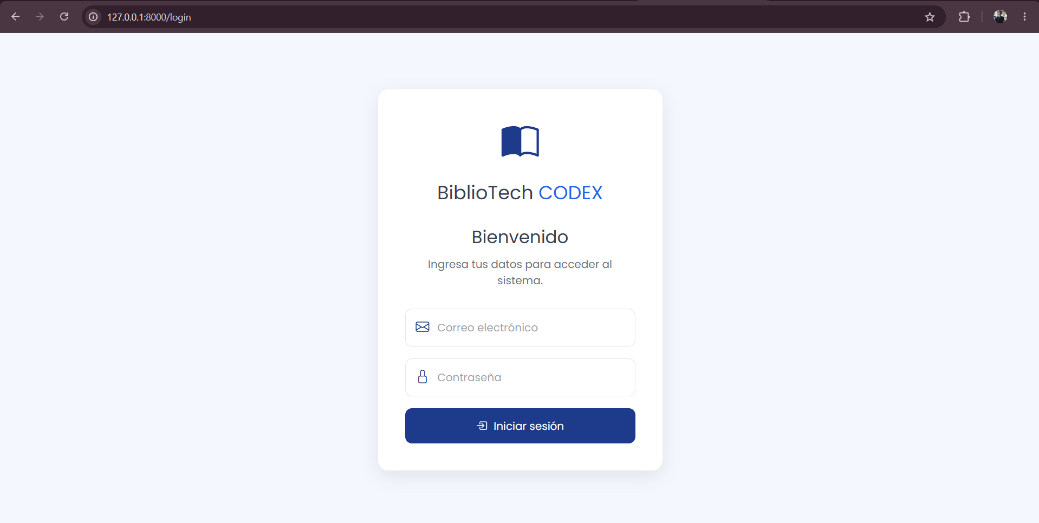 127.0.0.1:8000/login
BiblioTech CODEX
Bienvenido
Ingresa tus datos para acceder al
sistema.
Correo electrónico
Contraseña
Iniciar sesión